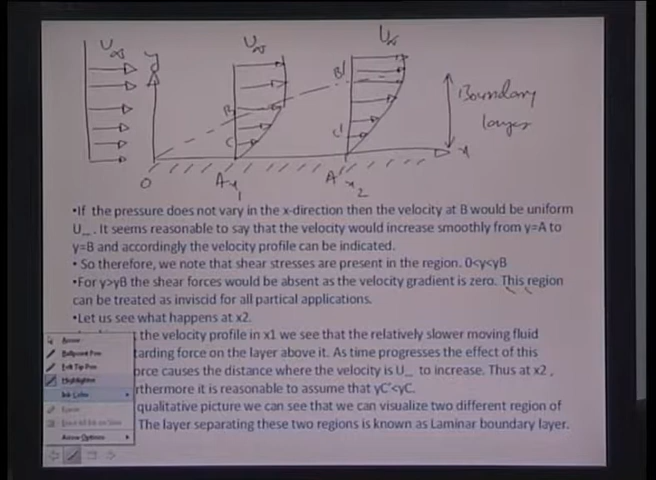 U∞ y U∞ U∞
B B' Boundary
C C' layer
O A x1 A' x2 x
•If the pressure does not vary in the x-direction then the velocity at B would be uniform
U_∞ . It seems reasonable to say that the velocity would increase smoothly from y=A to
y=B and accordingly the velocity profile can be indicated.
• So therefore, we note that shear stresses are present in the region. 0<y<yB
•For y>yB the shear forces would be absent as the velocity gradient is zero. This region
can be treated as inviscid for all partical applications.
•Let us see what happens at x2.
the velocity profile in x1 we see that the relatively slower moving fluid
tarding force on the layer above it. As time progresses the effect of this
orce causes the distance where the velocity is U_∞ to increase. Thus at x2 ,
rthermore it is reasonable to assume that yC'<yC.
qualitative picture we can see that we can visualize two different region of
The layer separating these two regions is known as Laminar boundary layer.
Arrow
Ballpoint Pen
Felt Tip Pen
Highlighter
Ink Color
Eraser
Arrow Options